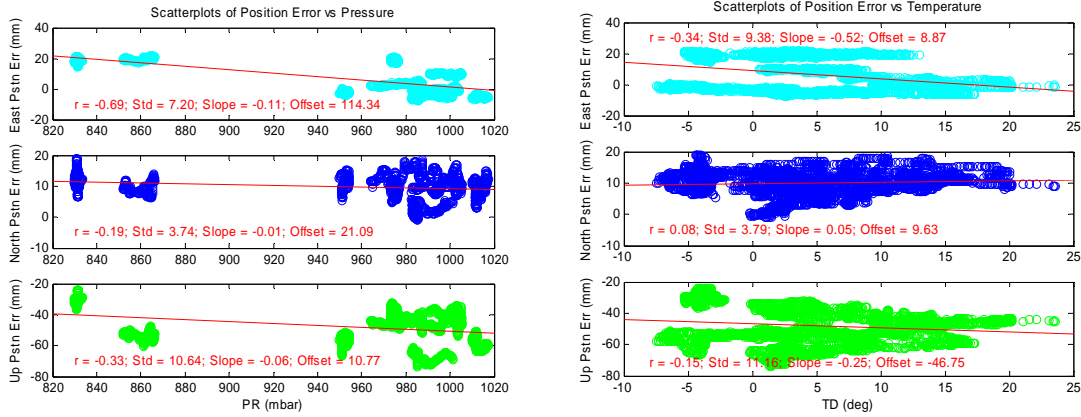 Scatterplots of Position Error vs Pressure
East Pstn Err (mm)
40
20
0
-20
r = -0.69; Std = 7.20; Slope = -0.11; Offset = 114.34
820 840 860 880 900 920 940 960 980 1000 1020
North Pstn Err (mm)
20
10
0
-10
r = -0.19; Std = 3.74; Slope = -0.01; Offset = 21.09
820 840 860 880 900 920 940 960 980 1000 1020
Up Pstn Err (mm)
-20
-40
-60
-80
r = -0.33; Std = 10.64; Slope = -0.06; Offset = 10.77
820 840 860 880 900 920 940 960 980 1000 1020
PR (mbar)
Scatterplots of Position Error vs Temperature
East Pstn Err (mm)
40
20
0
-20
r = -0.34; Std = 9.38; Slope = -0.52; Offset = 8.87
-10 -5 0 5 10 15 20 25
North Pstn Err (mm)
20
10
0
-10
r = 0.08; Std = 3.79; Slope = 0.05; Offset = 9.63
-10 -5 0 5 10 15 20 25
Up Pstn Err (mm)
-20
-40
-60
-80
r = -0.15; Std = 11.16; Slope = -0.25; Offset = -46.75
-10 -5 0 5 10 15 20 25
TD (deg)